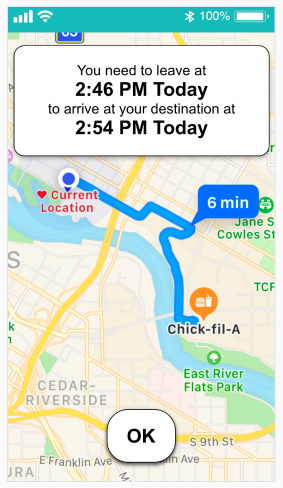 100%
You need to leave at
2:46 PM Today
to arrive at your destination at
2:54 PM Today
Current
Location
6 min
Jane S
Cowles St
S
TCF
Chick-fil-A
k
n
East River
Flats Park
CEDAR-
RIVERSIDE
OK
S 9th St
E Franklin Ave
Ave
URA
M